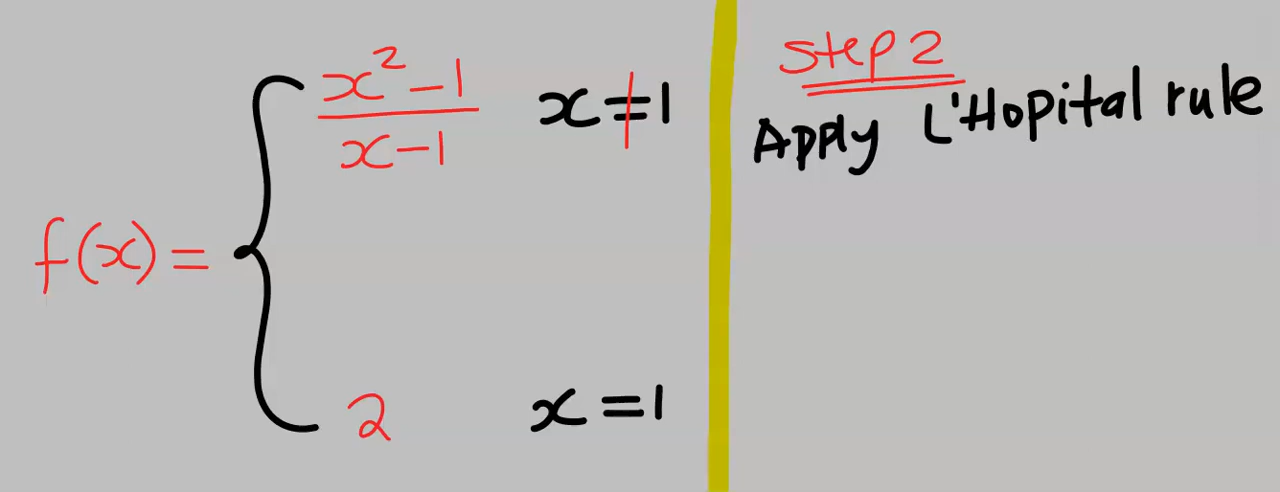 f(x) =
x² - 1
x - 1
x ≠ 1
2
x = 1
Step 2
Apply L'Hopital rule